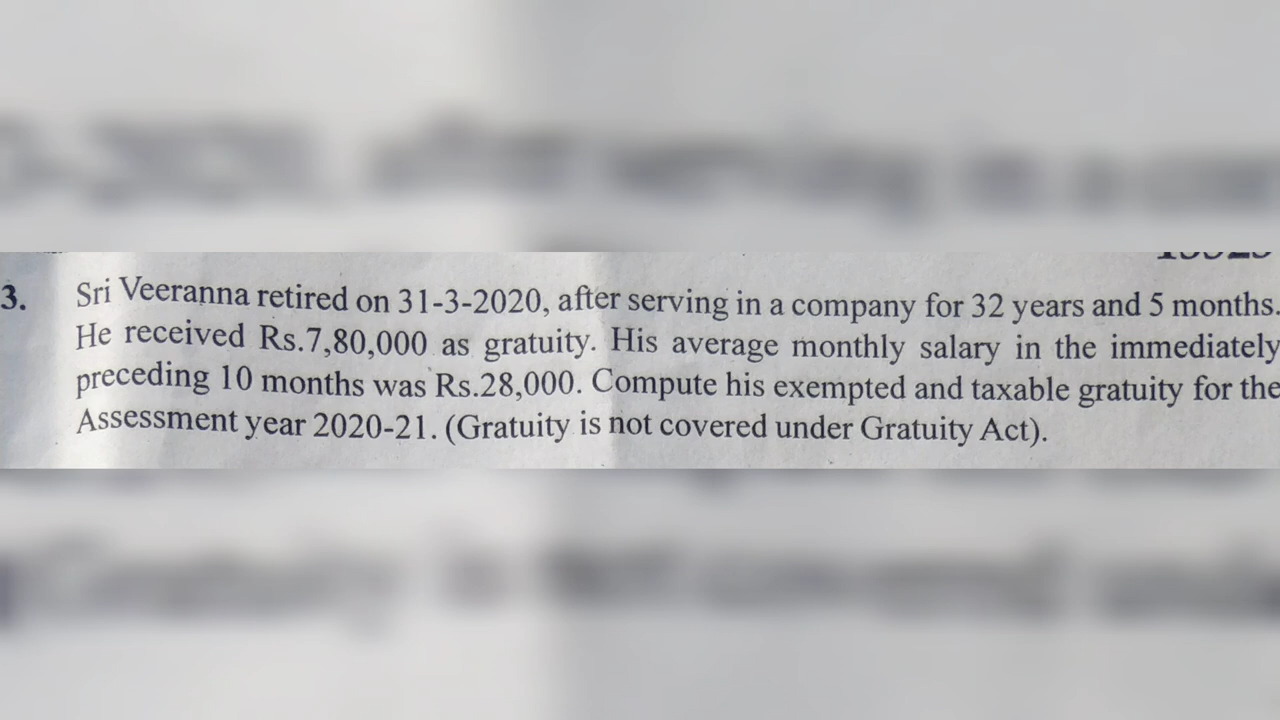 3. Sri Veeranna retired on 31-3-2020, after serving in a company for 32 years and 5 months.
He received Rs.7,80,000 as gratuity. His average monthly salary in the immediately
preceding 10 months was Rs.28,000. Compute his exempted and taxable gratuity for the
Assessment year 2020-21. (Gratuity is not covered under Gratuity Act).